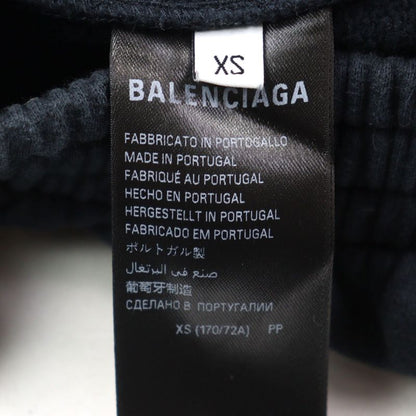 XS
BALENCIAGA
FABBRICATO IN PORTOGALLO
MADE IN PORTUGAL
FABRIQUÉ AU PORTUGAL
HECHO EN PORTUGAL
HERGESTELLT IN PORTUGAL
FABRICADO EM PORTUGAL
ポルトガル製
صنع في البرتغال
葡萄牙制造
СДЕЛАНО В ПОРТУГАЛИИ
XS (170/72A) PP